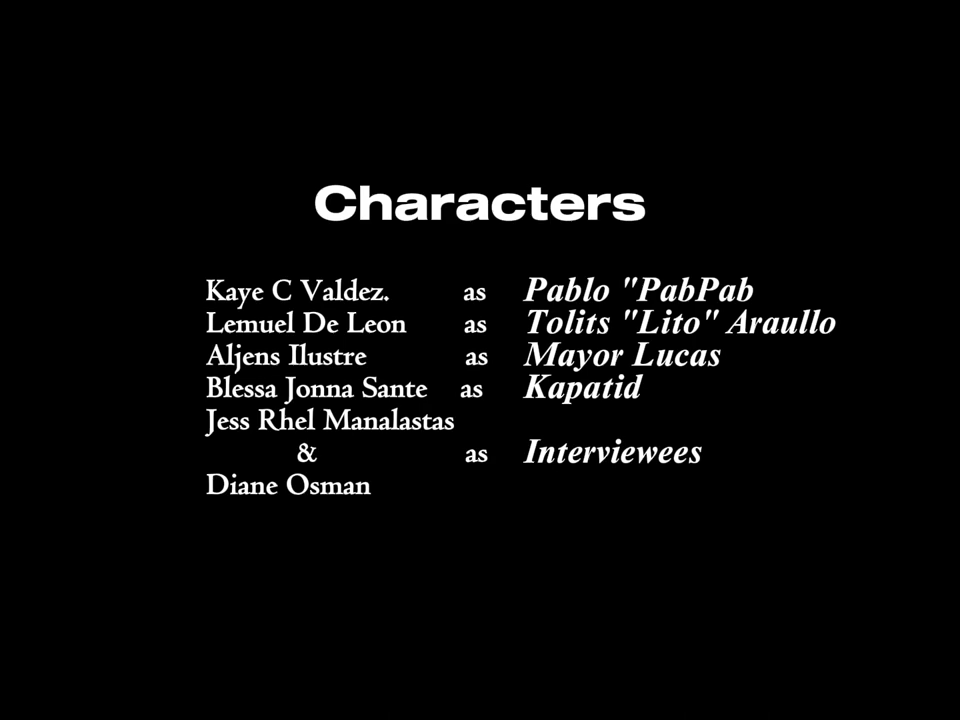 Characters
Kaye C Valdez. as Pablo "PabPab
Lemuel De Leon as Tolits "Lito" Araullo
Aljens Ilustre as Mayor Lucas
Blessa Jonna Sante as Kapatid
Jess Rhel Manalastas
& as Interviewees
Diane Osman